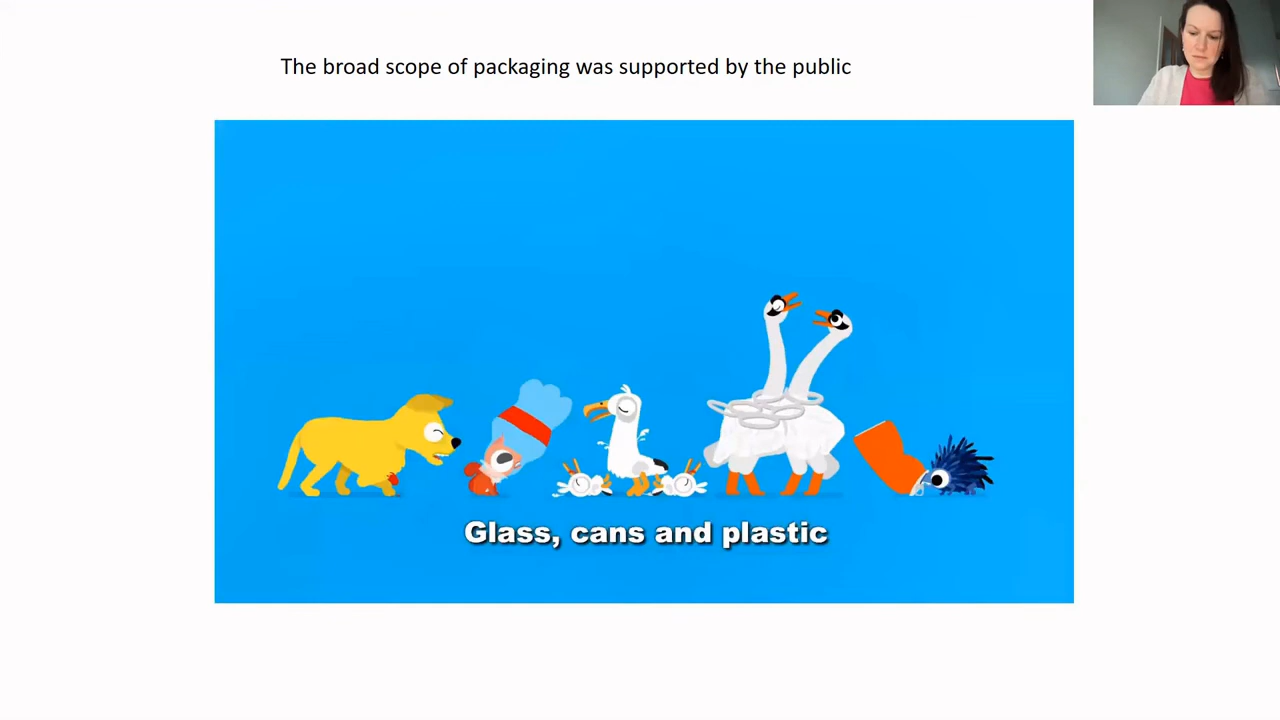 The broad scope of packaging was supported by the public
Glass, cans and plastic